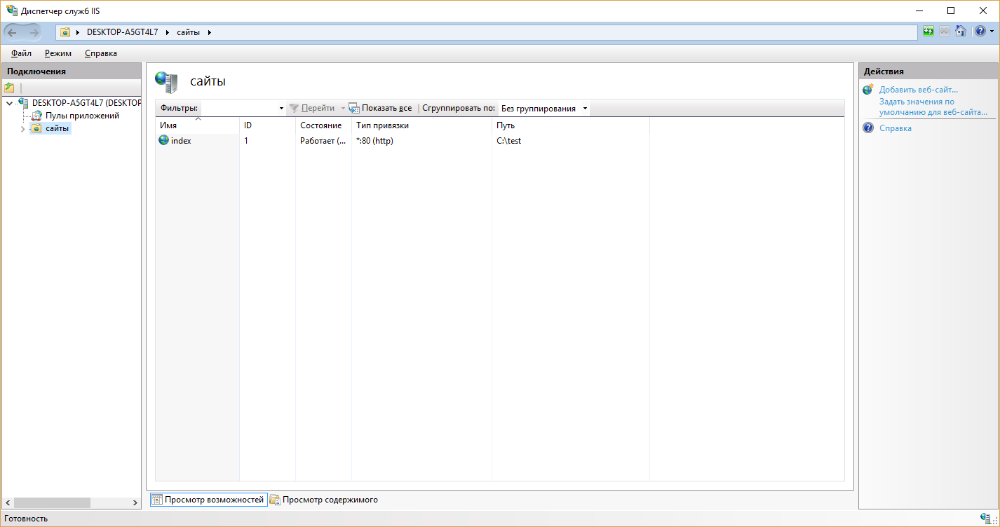 Диспетчер служб IIS
DESKTOP-A5GT4L7 сайты
Файл Режим Справка
Подключения
DESKTOP-A5GT4L7 (DESKTOP
Пулы приложений
сайты
сайты
Фильтры: Перейти Показать все Сгруппировать по: Без группирования
Имя ID Состояние Тип привязки Путь
index 1 Работает (... *:80 (http) C:\test
Просмотр возможностей Просмотр содержимого
Действия
Добавить веб-сайт...
Задать значения по
умолчанию для веб-сайта...
Справка
Готовность